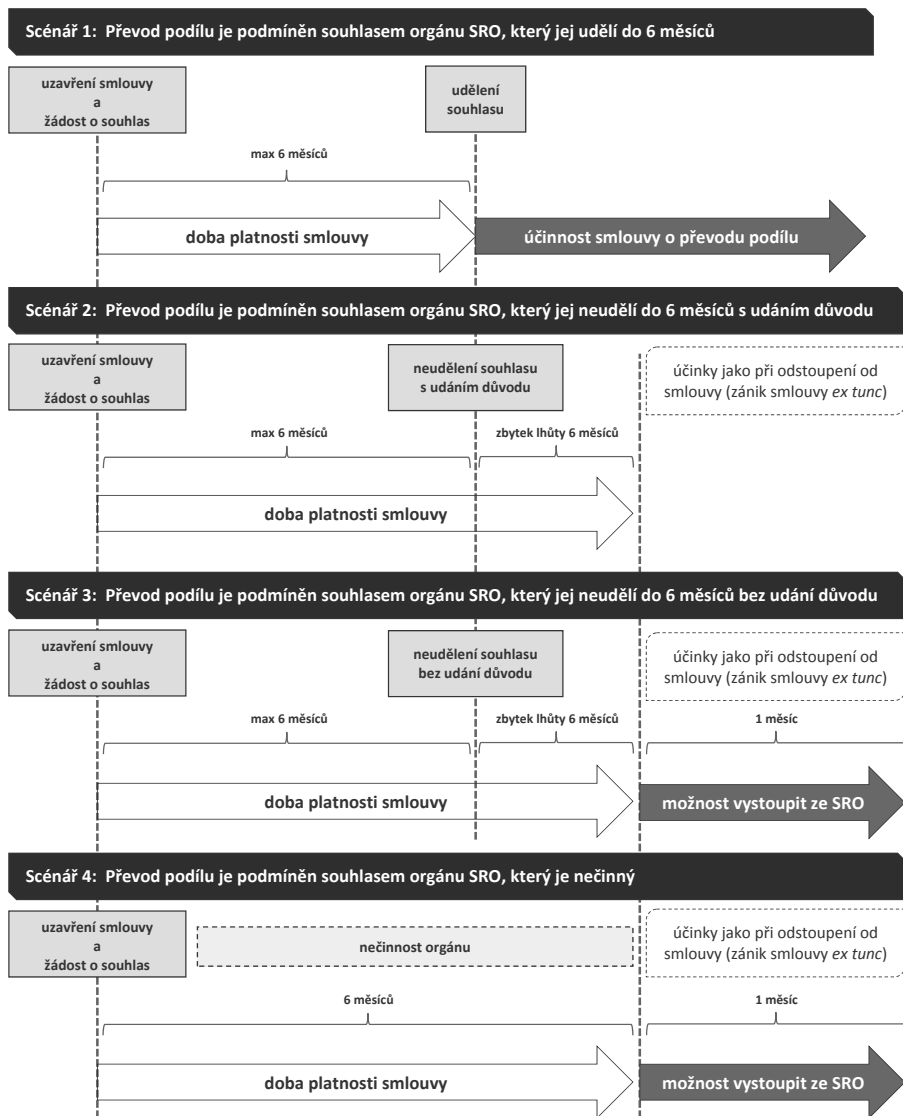 Scénář 1: Převod podílu je podmíněn souhlasem orgánu SRO, který jej udělí do 6 měsíců
uzavření smlouvy
a
žádost o souhlas
udělení
souhlasu
max 6 měsíců
doba platnosti smlouvy
účinnost smlouvy o převodu podílu
Scénář 2: Převod podílu je podmíněn souhlasem orgánu SRO, který jej neudělí do 6 měsíců s udáním důvodu
uzavření smlouvy
a
žádost o souhlas
neudělení souhlasu
s udáním důvodu
účinky jako při odstoupení od
smlouvy (zánik smlouvy ex tunc)
max 6 měsíců
zbytek lhůty 6 měsíců
doba platnosti smlouvy
Scénář 3: Převod podílu je podmíněn souhlasem orgánu SRO, který jej neudělí do 6 měsíců bez udání důvodu
uzavření smlouvy
a
žádost o souhlas
neudělení souhlasu
bez udání důvodu
účinky jako při odstoupení od
smlouvy (zánik smlouvy ex tunc)
max 6 měsíců
zbytek lhůty 6 měsíců
1 měsíc
doba platnosti smlouvy
možnost vystoupit ze SRO
Scénář 4: Převod podílu je podmíněn souhlasem orgánu SRO, který je nečinný
uzavření smlouvy
a
žádost o souhlas
nečinnost orgánu
účinky jako při odstoupení od
smlouvy (zánik smlouvy ex tunc)
6 měsíců
1 měsíc
doba platnosti smlouvy
možnost vystoupit ze SRO